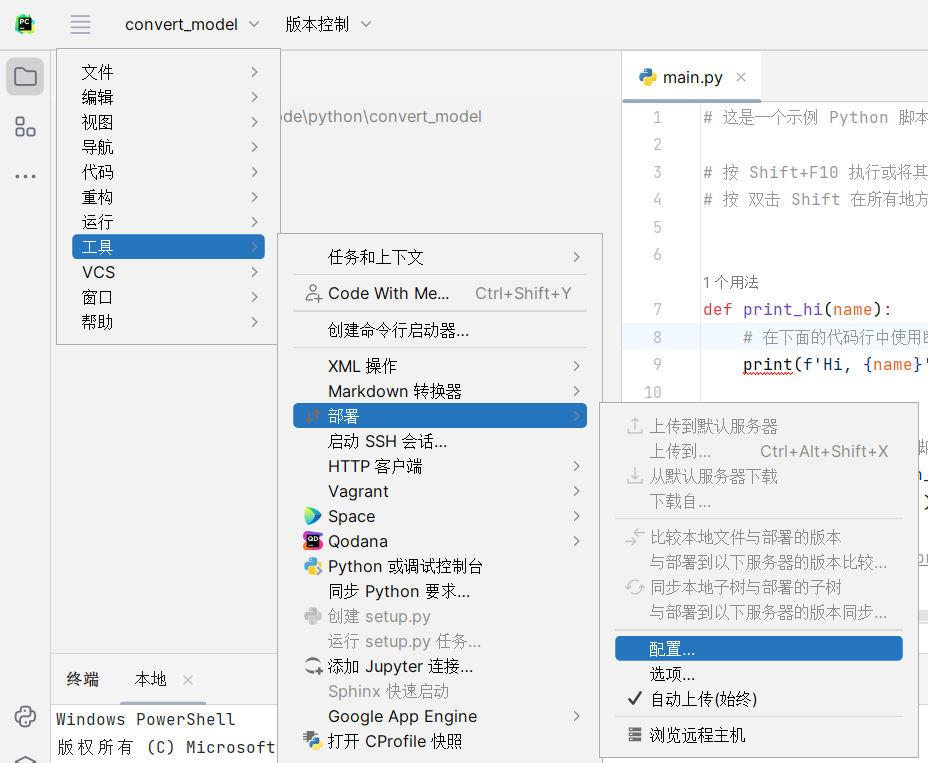 convert_model 版本控制
文件
编辑
视图
导航
代码
重构
运行
工具
VCS
窗口
帮助
ode\python\convert_model
main.py
1 # 这是一个示例 Python 脚本
2
3 # 按 Shift+F10 执行或将其
4 # 按 双击 Shift 在所有地方
5
6
1 个用法
7 def print_hi(name):
8 # 在下面的代码行中使用
9 print(f'Hi, {name}'
10
任务和上下文
Code With Me... Ctrl+Shift+Y
创建命令行启动器...
XML 操作
Markdown 转换器
部署
启动 SSH 会话...
HTTP 客户端
Vagrant
Space
Qodana
Python 或调试控制台
同步 Python 要求...
创建 setup.py
运行 setup.py 任务...
添加 Jupyter 连接...
Sphinx 快速启动
Google App Engine
打开 CProfile 快照
上传到默认服务器
上传到... Ctrl+Alt+Shift+X
从默认服务器下载
下载自...
比较本地文件与部署的版本
与部署到以下服务器的版本比较...
同步本地子树与部署的子树
与部署到以下服务器的版本同步...
配置...
选项...
自动上传(始终)
浏览远程主机
终端 本地
Windows PowerShell
版权所有 (C) Microsoft